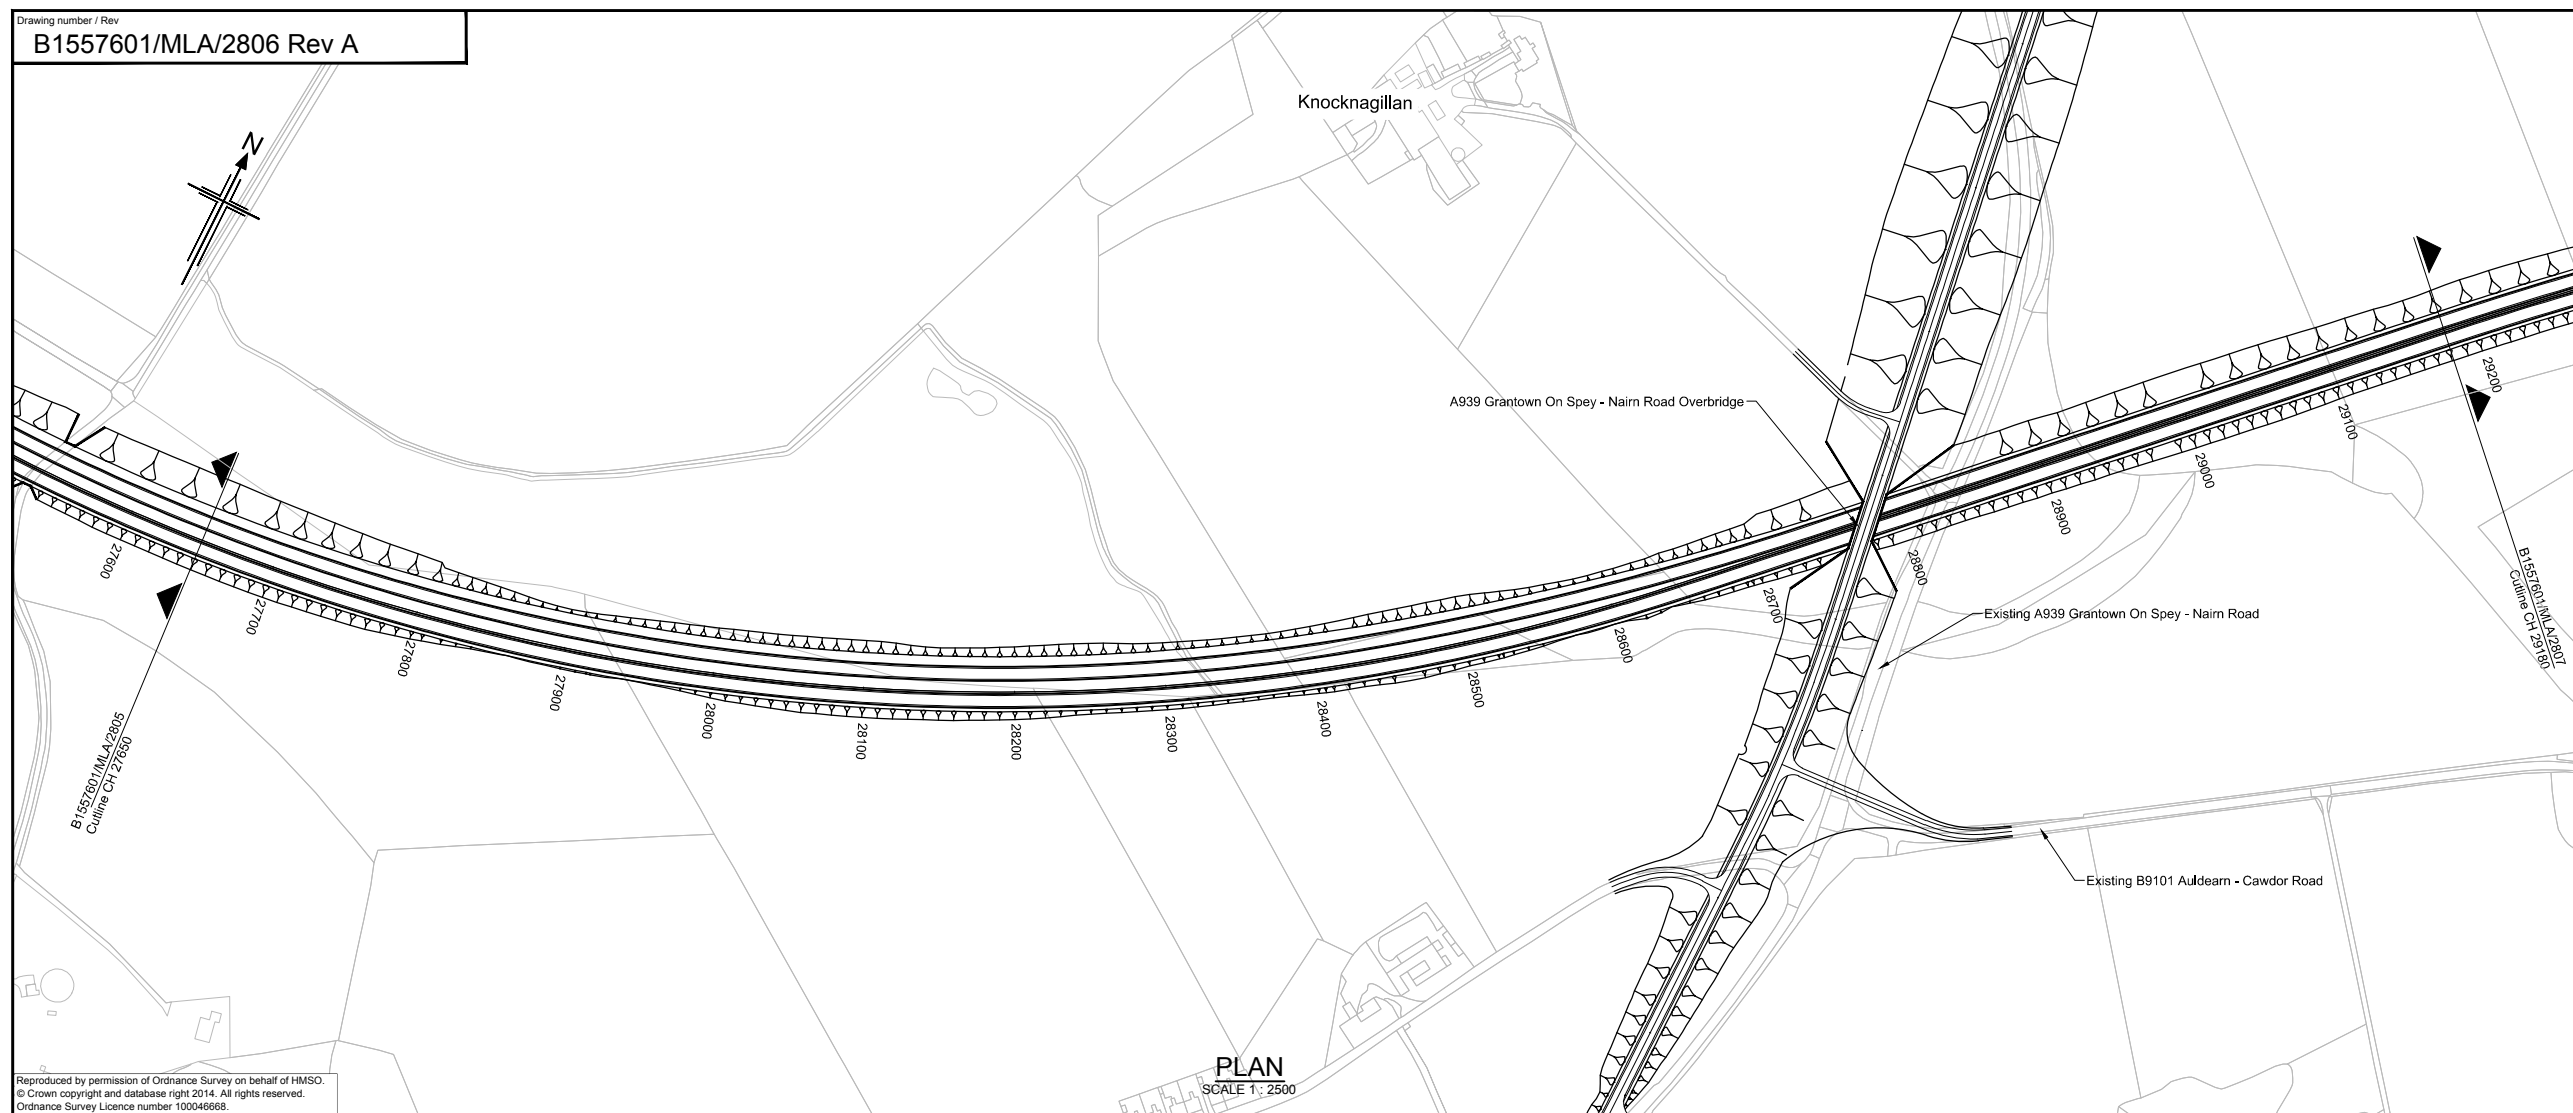 Drawing number / Rev
B1557601/MLA/2806 Rev A
N
Knocknagillan
A939 Grantown On Spey - Nairn Road Overbridge
Existing A939 Grantown On Spey - Nairn Road
Existing B9101 Auldearn - Cawdor Road
27600
27700
27800
27900
28000
28100
28200
28300
28400
28500
28600
28700
28800
28900
29000
29100
29200
B1557601/MLA/2805
Cutline CH 27650
B1557601/MLA/2807
Cutline CH 29180
PLAN
SCALE 1 : 2500
Reproduced by permission of Ordnance Survey on behalf of HMSO.
© Crown copyright and database right 2014. All rights reserved.
Ordnance Survey Licence number 100046668.